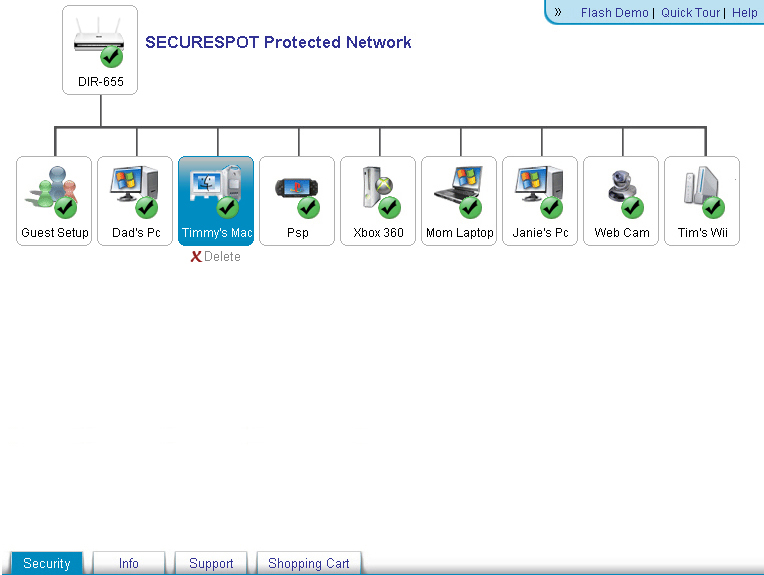 » Flash Demo | Quick Tour | Help
SECURESPOT Protected Network
DIR-655
Guest Setup
Dad's Pc
Timmy's Mac
Psp
Xbox 360
Mom Laptop
Janie's Pc
Web Cam
Tim's Wii
X Delete
Security
Info
Support
Shopping Cart